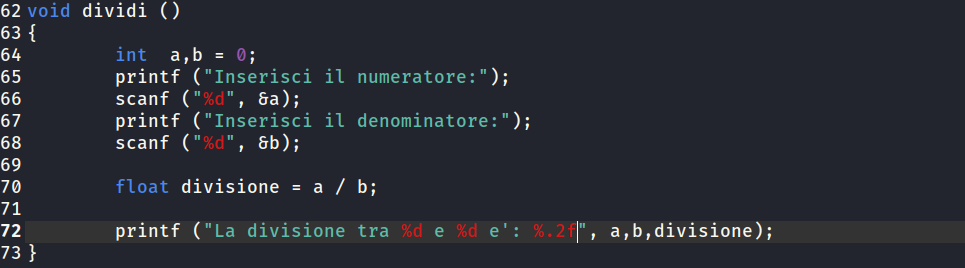 62 void dividi ()
63 {
64         int  a,b = 0;
65         printf ("Inserisci il numeratore:");
66         scanf ("%d", &a);
67         printf ("Inserisci il denominatore:");
68         scanf ("%d", &b);
69
70         float divisione = a / b;
71
72         printf ("La divisione tra %d e %d e': %.2f", a,b,divisione);
73 }